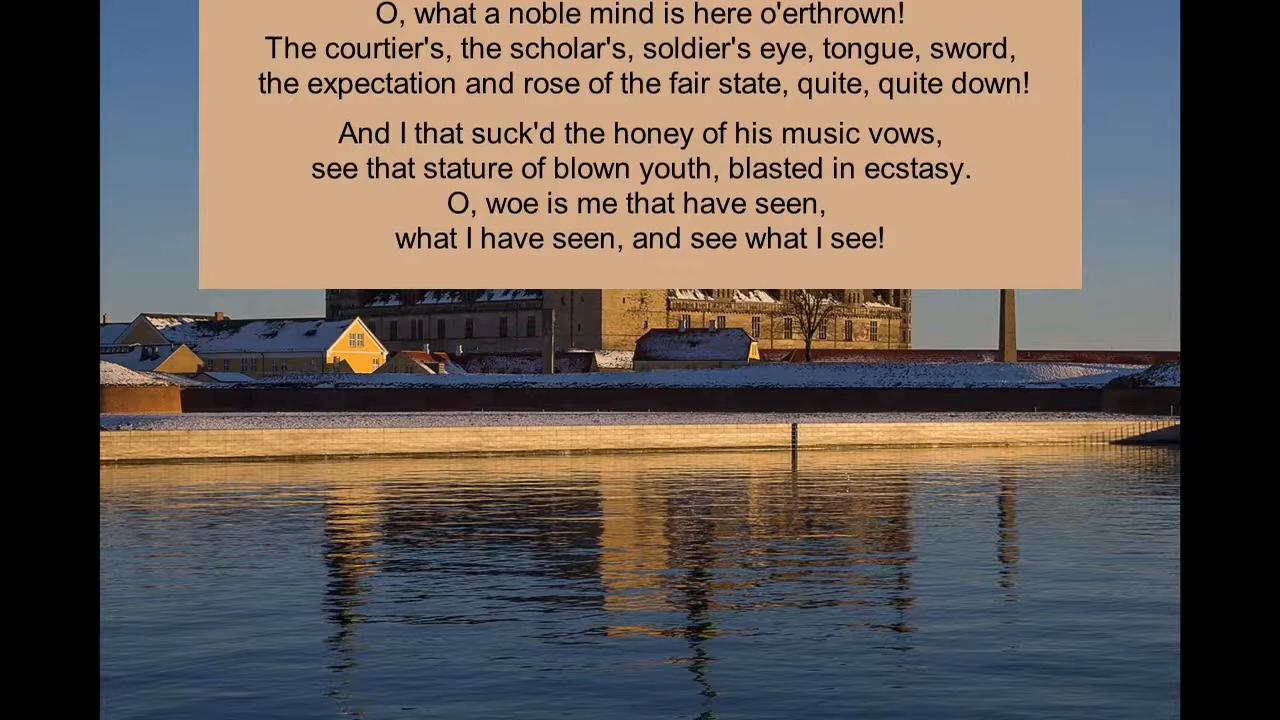 O, what a noble mind is here o'erthrown!
The courtier's, the scholar's, soldier's eye, tongue, sword,
the expectation and rose of the fair state, quite, quite down!
And I that suck'd the honey of his music vows,
see that stature of blown youth, blasted in ecstasy.
O, woe is me that have seen,
what I have seen, and see what I see!